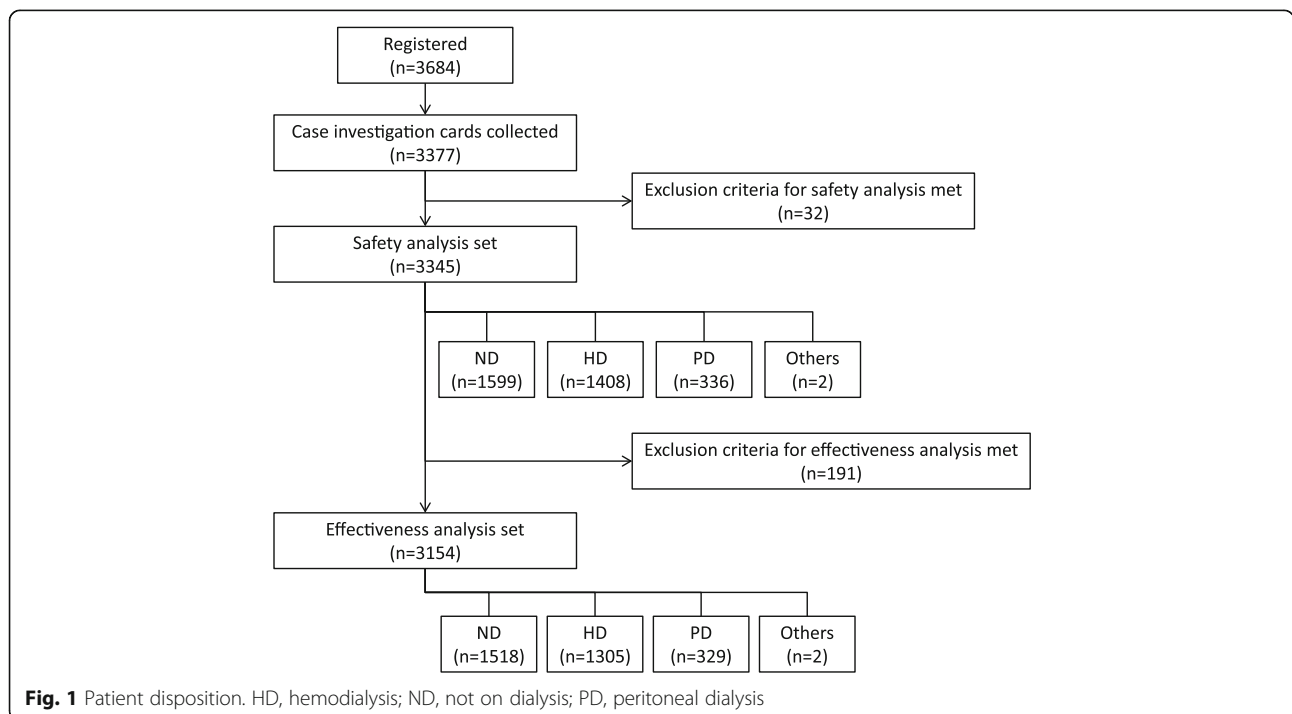 Registered
(n=3684)
Case investigation cards collected
(n=3377)
Exclusion criteria for safety analysis met
(n=32)
Safety analysis set
(n=3345)
ND
(n=1599)
HD
(n=1408)
PD
(n=336)
Others
(n=2)
Exclusion criteria for effectiveness analysis met
(n=191)
Effectiveness analysis set
(n=3154)
ND
(n=1518)
HD
(n=1305)
PD
(n=329)
Others
(n=2)
Fig. 1 Patient disposition. HD, hemodialysis; ND, not on dialysis; PD, peritoneal dialysis